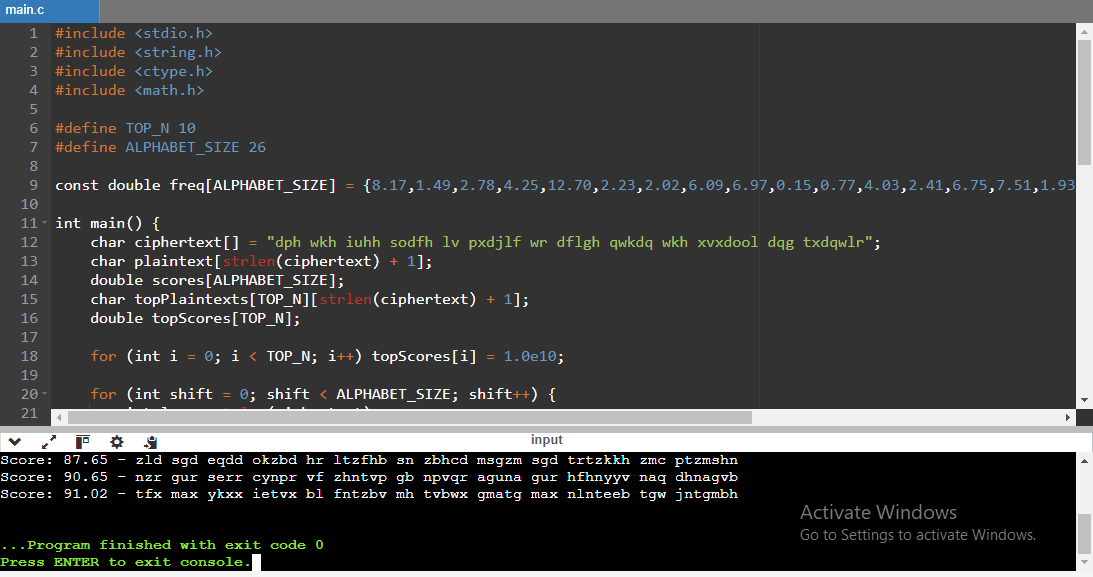 main.c
1 #include <stdio.h>
2 #include <string.h>
3 #include <ctype.h>
4 #include <math.h>
5
6 #define TOP_N 10
7 #define ALPHABET_SIZE 26
8
9 const double freq[ALPHABET_SIZE] = {8.17,1.49,2.78,4.25,12.70,2.23,2.02,6.09,6.97,0.15,0.77,4.03,2.41,6.75,7.51,1.93
10
11 int main() {
12 char ciphertext[] = "dph wkh iuhh sodfh lv pxdjlf wr dflgh qwkdq wkh xvxdool dqg txdqwlr";
13 char plaintext[strlen(ciphertext) + 1];
14 double scores[ALPHABET_SIZE];
15 char topPlaintexts[TOP_N][strlen(ciphertext) + 1];
16 double topScores[TOP_N];
17
18 for (int i = 0; i < TOP_N; i++) topScores[i] = 1.0e10;
19
20 for (int shift = 0; shift < ALPHABET_SIZE; shift++) {
21
input
Score: 87.65 - zld sgd eqdd okzbd hr ltzfhb sn zbhcd msgzm sgd trtzkkh zmc ptzmshn
Score: 90.65 - nzr gur serr cynpr vf zhntvp gb npvqr aguna gur hfhnyyv naq dhnagvb
Score: 91.02 - tfx max ykxx ietvx bl fntzbv mh tvbwx gmatg max nlnteeb tgw jntgmbh
Activate Windows
Go to Settings to activate Windows.
...Program finished with exit code 0
Press ENTER to exit console.